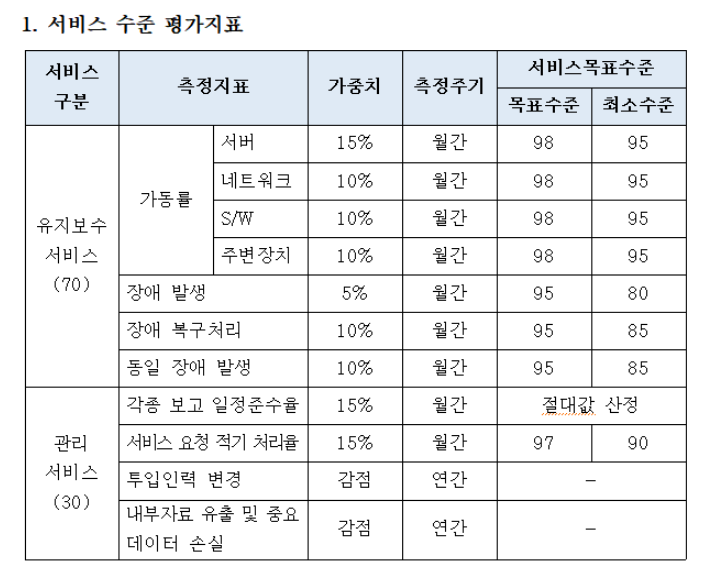 1. 서비스 수준 평가지표
서비스 구분 측정지표 가중치 측정주기 서비스목표수준
목표수준 최소수준
유지보수 서비스 (70) 가동률 서버 15% 월간 98 95
네트워크 10% 월간 98 95
S/W 10% 월간 98 95
주변장치 10% 월간 98 95
장애 발생 5% 월간 95 80
장애 복구처리 10% 월간 95 85
동일 장애 발생 10% 월간 95 85
관리 서비스 (30) 각종 보고 일정준수율 15% 월간 절대값 산정
서비스 요청 적기 처리율 15% 월간 97 90
투입인력 변경 감점 연간 -
내부자료 유출 및 중요 데이터 손실 감점 연간 -